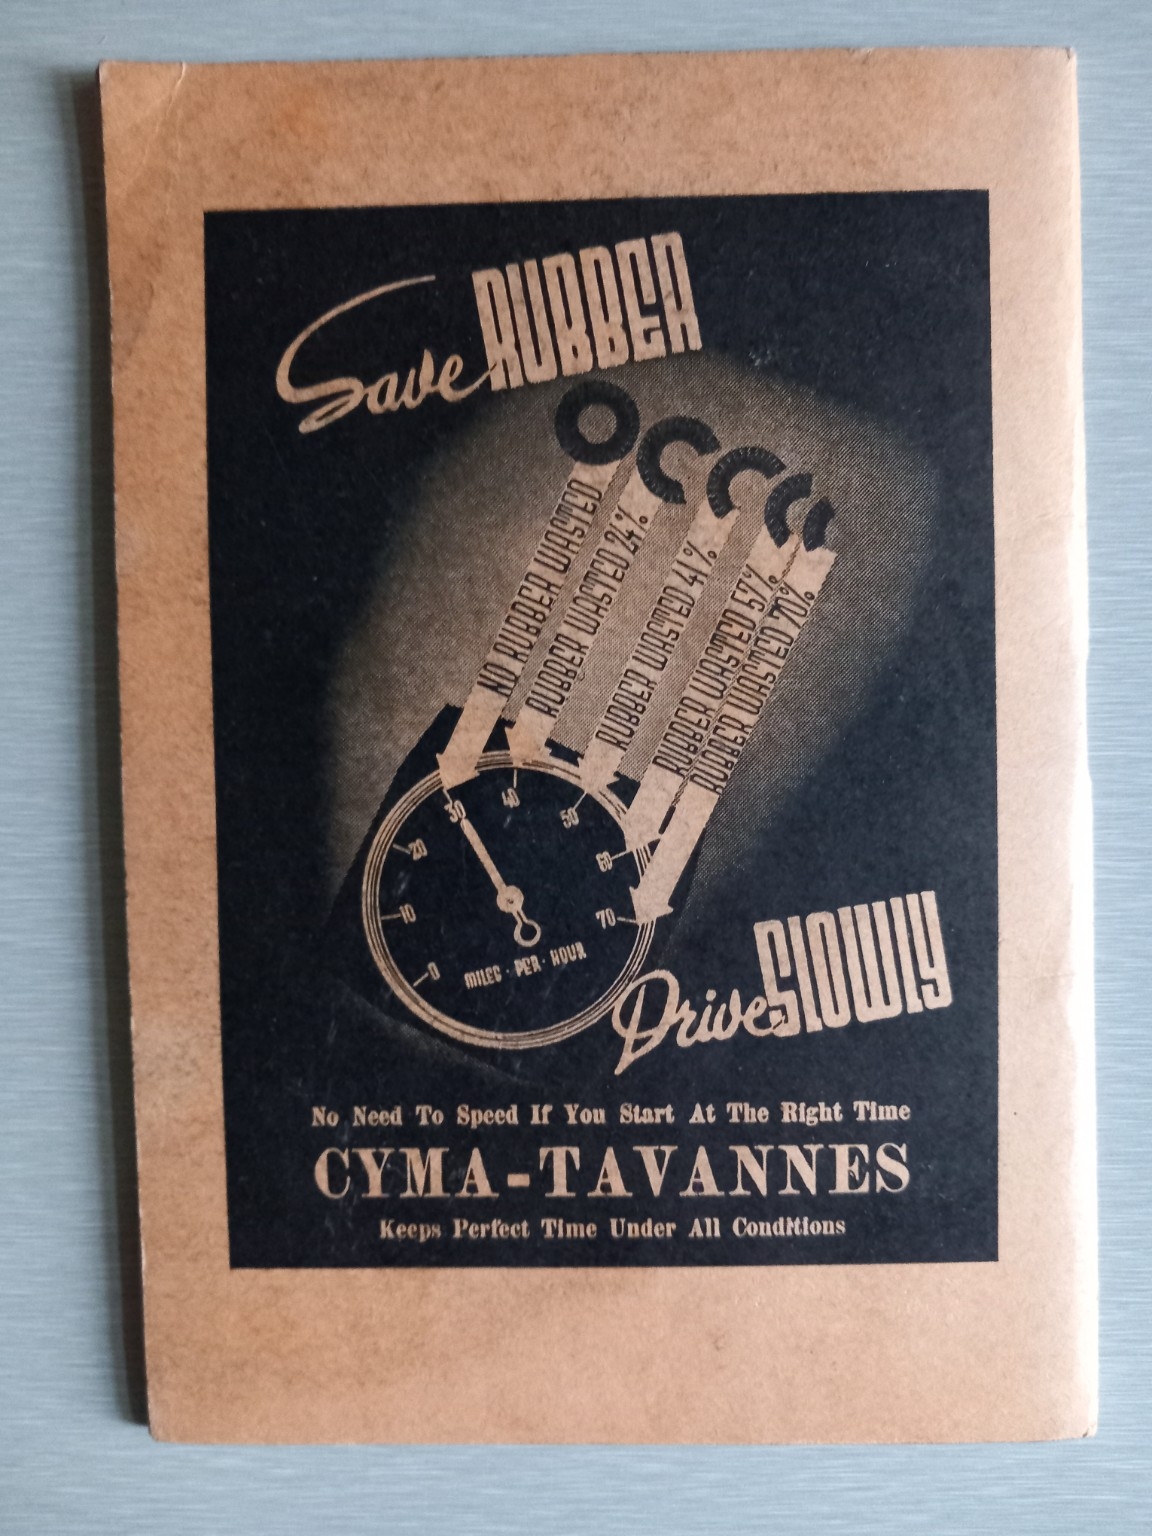 Save RUBBER
NO RUBBER WASTED
RUBBER WASTED 24%
RUBBER WASTED 41%
RUBBER WASTED 57%
RUBBER WASTED 70%
0
10
20
30
40
50
60
70
MILES · PER · HOUR
Drive SLOWLY
No Need To Speed If You Start At The Right Time
CYMA-TAVANNES
Keeps Perfect Time Under All Conditions